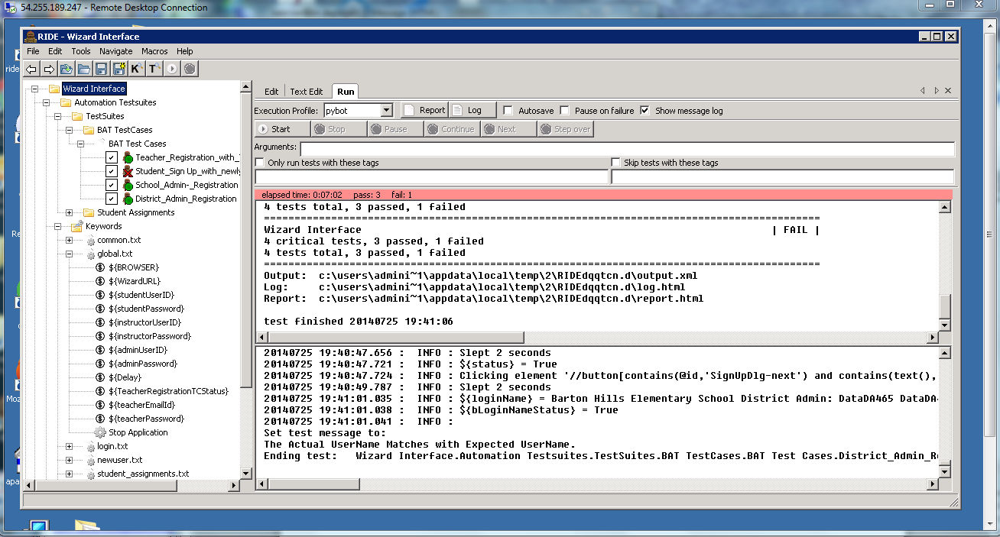 54.255.189.247 - Remote Desktop Connection
RIDE - Wizard Interface
File Edit Tools Navigate Macros Help
Wizard Interface
Automation Testsuites
TestSuites
BAT TestCases
BAT Test Cases
Teacher_Registration_with_
Student_Sign Up_with_newly
School_Admin-_Registration
District_Admin_Registration
Student Assignments
Keywords
common.txt
global.txt
${BROWSER}
${WizardURL}
${studentUserID}
${studentPassword}
${instructorUserID}
${instructorPassword}
${adminUserID}
${adminPassword}
${Delay}
${TeacherRegistrationTCStatus}
${teacherEmailId}
${teacherPassword}
Stop Application
login.txt
newuser.txt
student_assignments.txt
Edit Text Edit Run
Execution Profile: pybot Report Log Autosave Pause on failure Show message log
Start Stop Pause Continue Next Step over
Arguments:
Only run tests with these tags Skip tests with these tags
elapsed time: 0:07:02 pass: 3 fail: 1
4 tests total, 3 passed, 1 failed
==============================================================================
Wizard Interface | FAIL |
4 critical tests, 3 passed, 1 failed
4 tests total, 3 passed, 1 failed
==============================================================================
Output: c:\users\admini~1\appdata\local\temp\2\RIDEdqqtcn.d\output.xml
Log: c:\users\admini~1\appdata\local\temp\2\RIDEdqqtcn.d\log.html
Report: c:\users\admini~1\appdata\local\temp\2\RIDEdqqtcn.d\report.html
test finished 20140725 19:41:06
20140725 19:40:47.656 : INFO : Slept 2 seconds
20140725 19:40:47.721 : INFO : ${status} = True
20140725 19:40:47.724 : INFO : Clicking element '//button[contains(@id,'SignUpDlg-next') and contains(text(),
20140725 19:40:49.787 : INFO : Slept 2 seconds
20140725 19:41:01.035 : INFO : ${loginName} = Barton Hills Elementary School District Admin: DataDA465 DataDA
20140725 19:41:01.038 : INFO : ${bLoginNameStatus} = True
20140725 19:41:01.041 : INFO :
Set test message to:
The Actual UserName Matches with Expected UserName.
Ending test: Wizard Interface.Automation Testsuites.TestSuites.BAT TestCases.BAT Test Cases.District_Admin_R